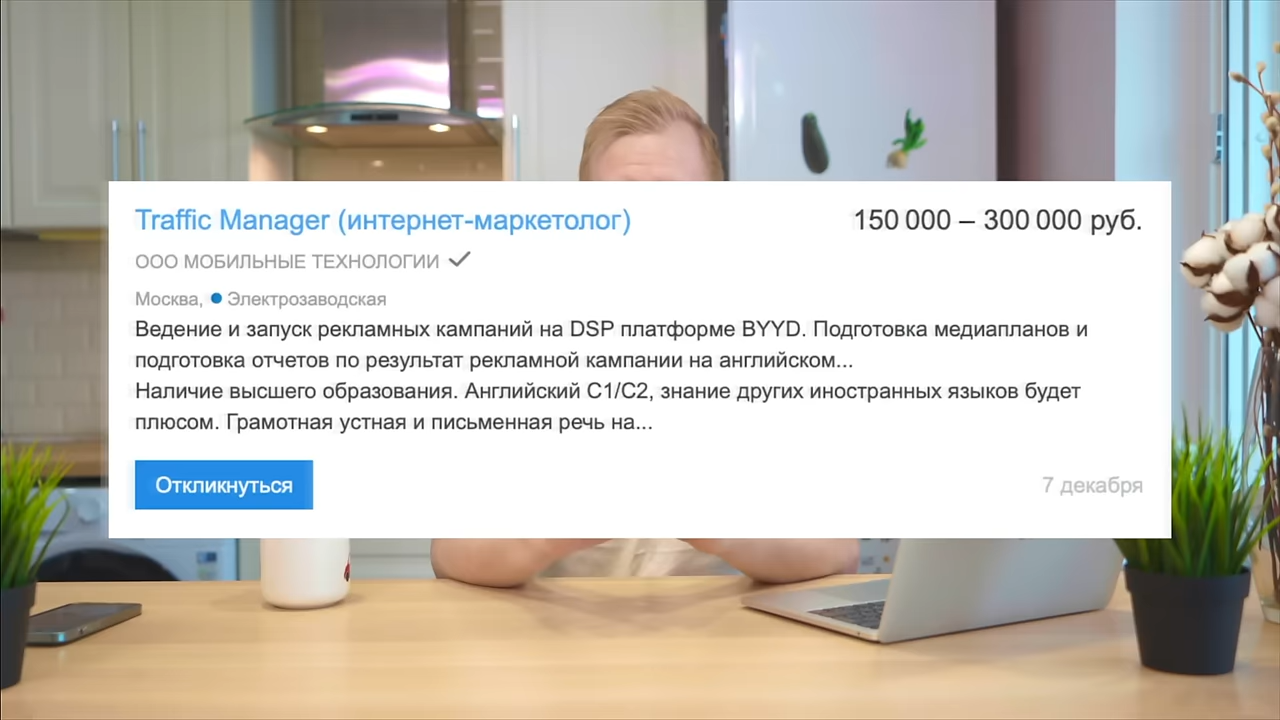 Traffic Manager (интернет-маркетолог)
150 000 – 300 000 руб.
ООО МОБИЛЬНЫЕ ТЕХНОЛОГИИ
Москва, Электрозаводская
Ведение и запуск рекламных кампаний на DSP платформе BYYD. Подготовка медиапланов и
подготовка отчетов по результат рекламной кампании на английском...
Наличие высшего образования. Английский C1/C2, знание других иностранных языков будет
плюсом. Грамотная устная и письменная речь на...
Откликнуться
7 декабря